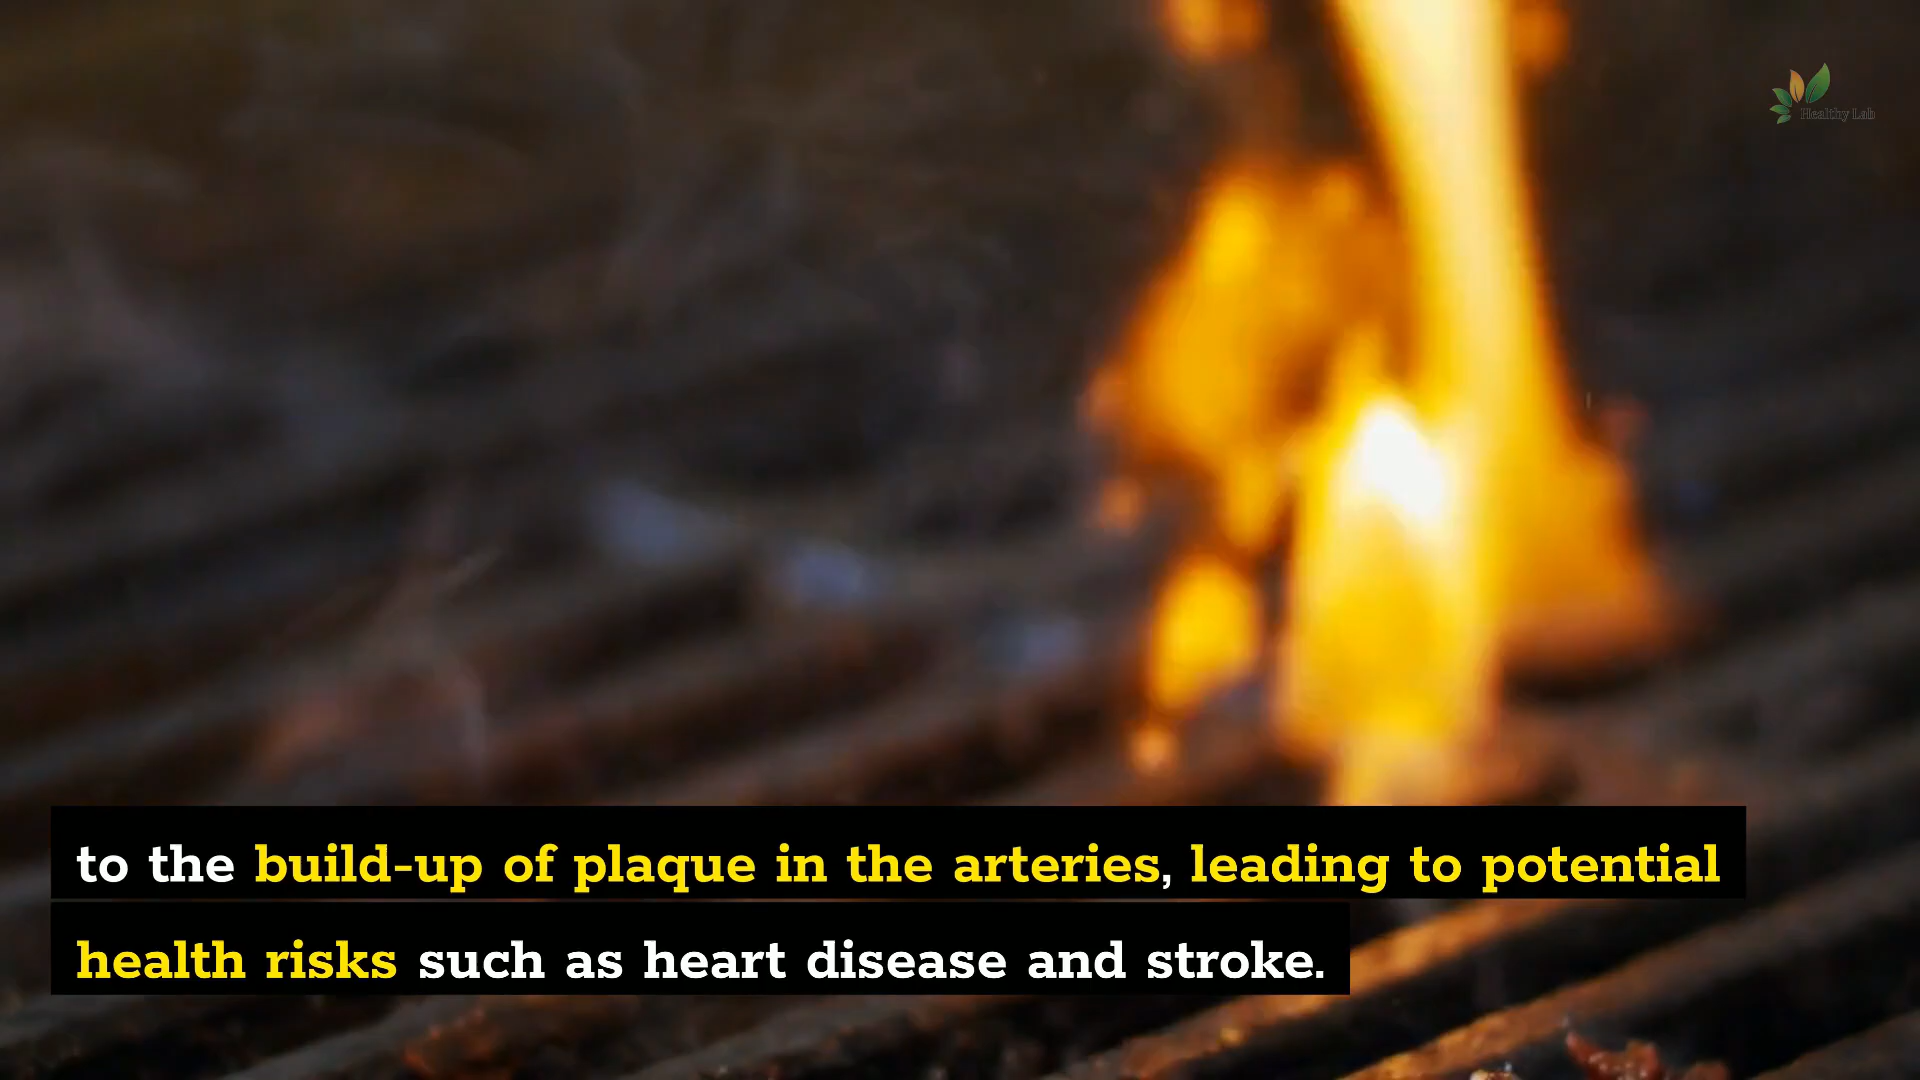 Healthy Lab
to the build-up of plaque in the arteries, leading to potential
health risks such as heart disease and stroke.